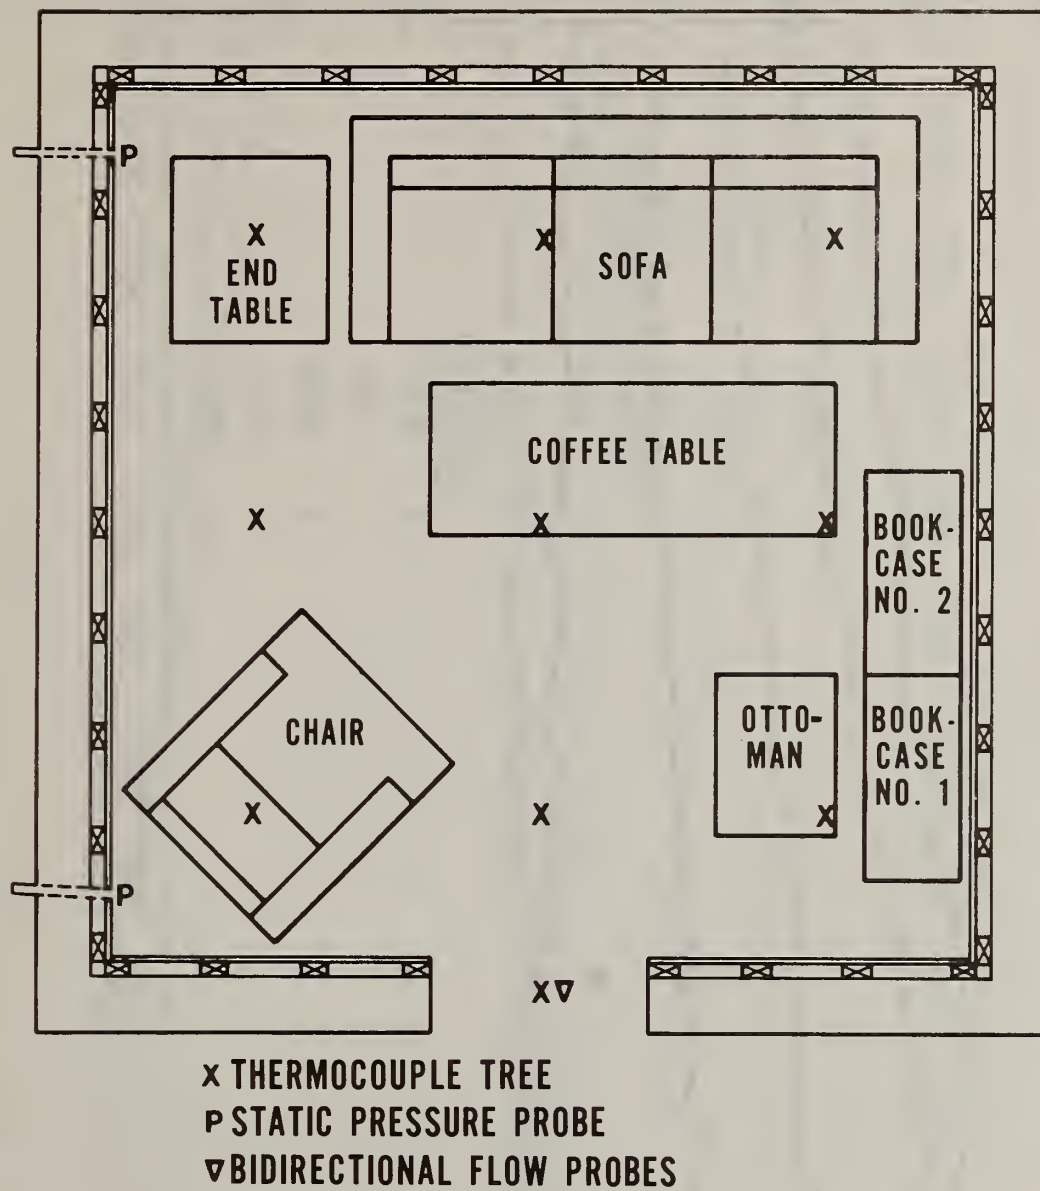 P
X
END
TABLE
X
SOFA
X
COFFEE TABLE
X
X
X
BOOK-
CASE
NO. 2
CHAIR
X
X
OTTO-
MAN
X
BOOK-
CASE
NO. 1
P
X
X THERMOCOUPLE TREE
P STATIC PRESSURE PROBE
∇ BIDIRECTIONAL FLOW PROBES